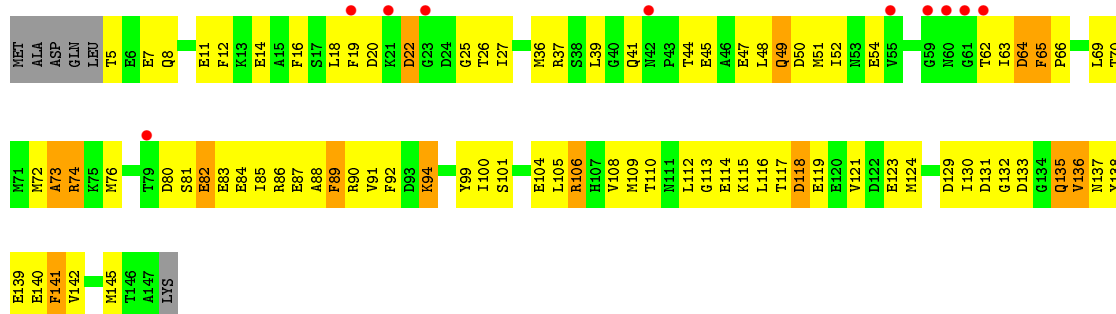 MET ALA ASP GLN LEU T5 E6 E7 Q8 E11 F12 K13 E14 A15 F16 S17 L18 F19 D20 K21 D22 G23 D24 G25 T26 I27 M36 R37 S38 L39 G40 Q41 N42 P43 T44 E45 A46 E47 L48 Q49 D50 M51 I52 N53 E54 V55 G59 N60 G61 T62 I63 D64 F65 P66 L69 T70
M71 M72 A73 R74 K75 M76 T79 D80 S81 E82 E83 E84 I85 R86 E87 A88 F89 R90 V91 F92 D93 K94 Y99 I100 S101 E104 L105 R106 H107 V108 M109 T110 N111 L112 G113 E114 K115 L116 T117 D118 E119 E120 V121 D122 E123 M124 D129 I130 D131 G132 D133 G134 Q135 V136 N137 Y138
E139 E140 F141 V142 M145 T146 A147 LYS